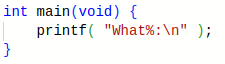 int main(void) {
    printf( "What%:\n" );
}